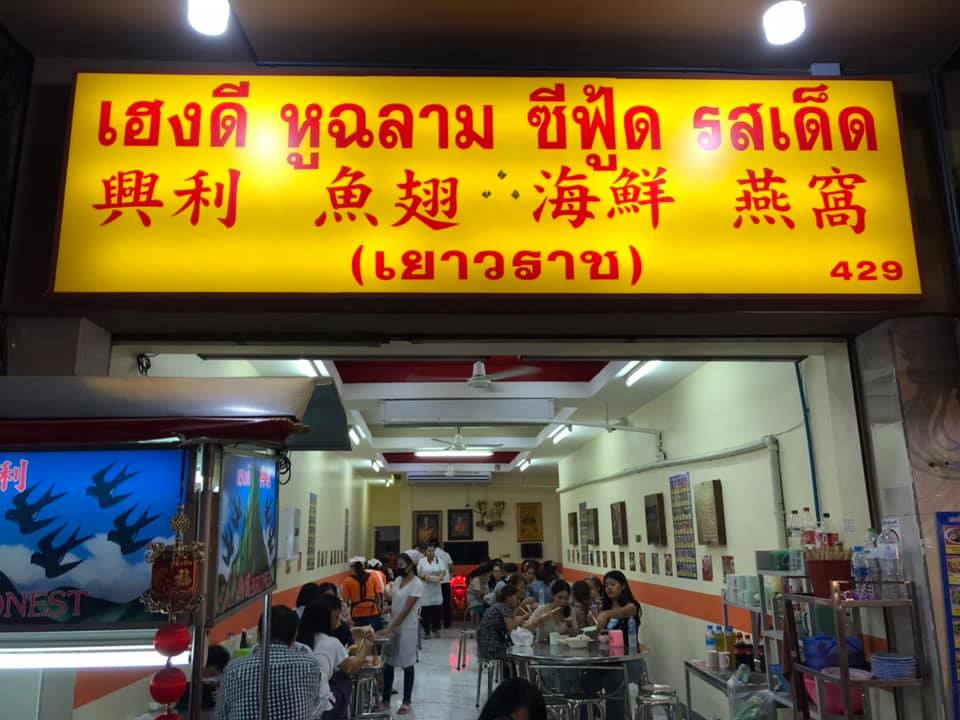 เฮงดี หูฉลาม ซีฟู้ด รสเด็ด
興利 魚翅 海鮮 燕窩
(เยาวราช)
429
利